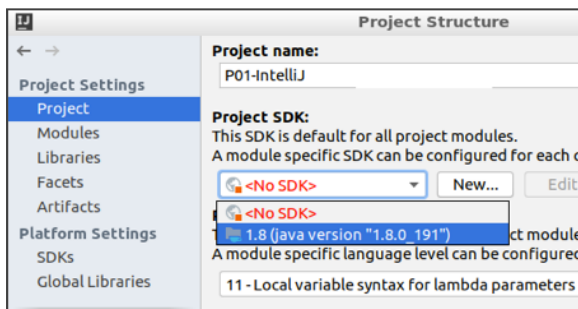 Project Structure
Project Settings
Project
Modules
Libraries
Facets
Artifacts
Platform Settings
SDKs
Global Libraries
Project name:
P01-IntelliJ
Project SDK:
This SDK is default for all project modules.
A module specific SDK can be configured for each
<No SDK>
New...
Edit
<No SDK>
1.8 (java version "1.8.0_191")
ct module
A module specific language level can be configured
11 - Local variable syntax for lambda parameters